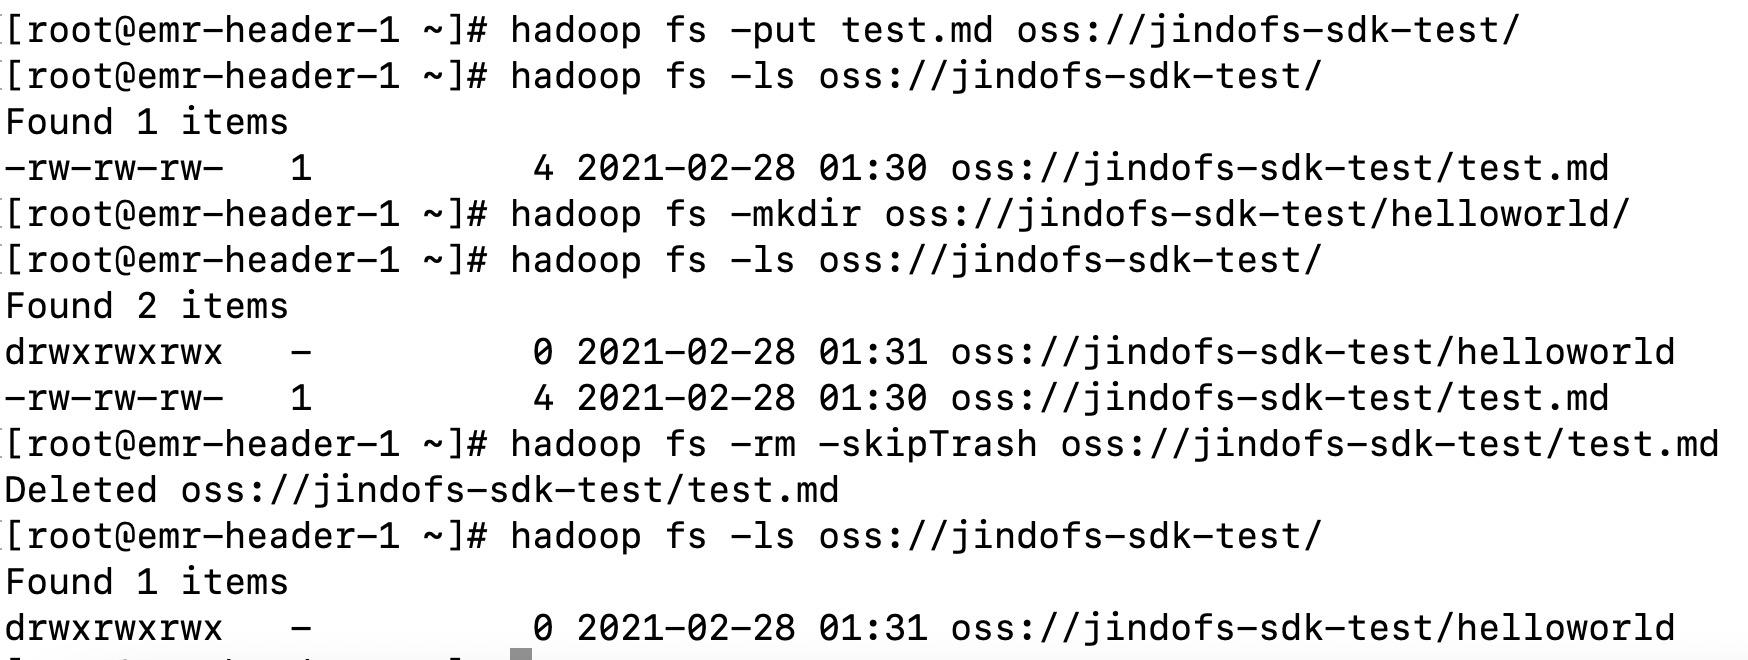 [root@emr-header-1 ~]# hadoop fs -put test.md oss://jindofs-sdk-test/
[root@emr-header-1 ~]# hadoop fs -ls oss://jindofs-sdk-test/
Found 1 items
-rw-rw-rw-   1          4 2021-02-28 01:30 oss://jindofs-sdk-test/test.md
[root@emr-header-1 ~]# hadoop fs -mkdir oss://jindofs-sdk-test/helloworld/
[root@emr-header-1 ~]# hadoop fs -ls oss://jindofs-sdk-test/
Found 2 items
drwxrwxrwx   -          0 2021-02-28 01:31 oss://jindofs-sdk-test/helloworld
-rw-rw-rw-   1          4 2021-02-28 01:30 oss://jindofs-sdk-test/test.md
[root@emr-header-1 ~]# hadoop fs -rm -skipTrash oss://jindofs-sdk-test/test.md
Deleted oss://jindofs-sdk-test/test.md
[root@emr-header-1 ~]# hadoop fs -ls oss://jindofs-sdk-test/
Found 1 items
drwxrwxrwx   -          0 2021-02-28 01:31 oss://jindofs-sdk-test/helloworld